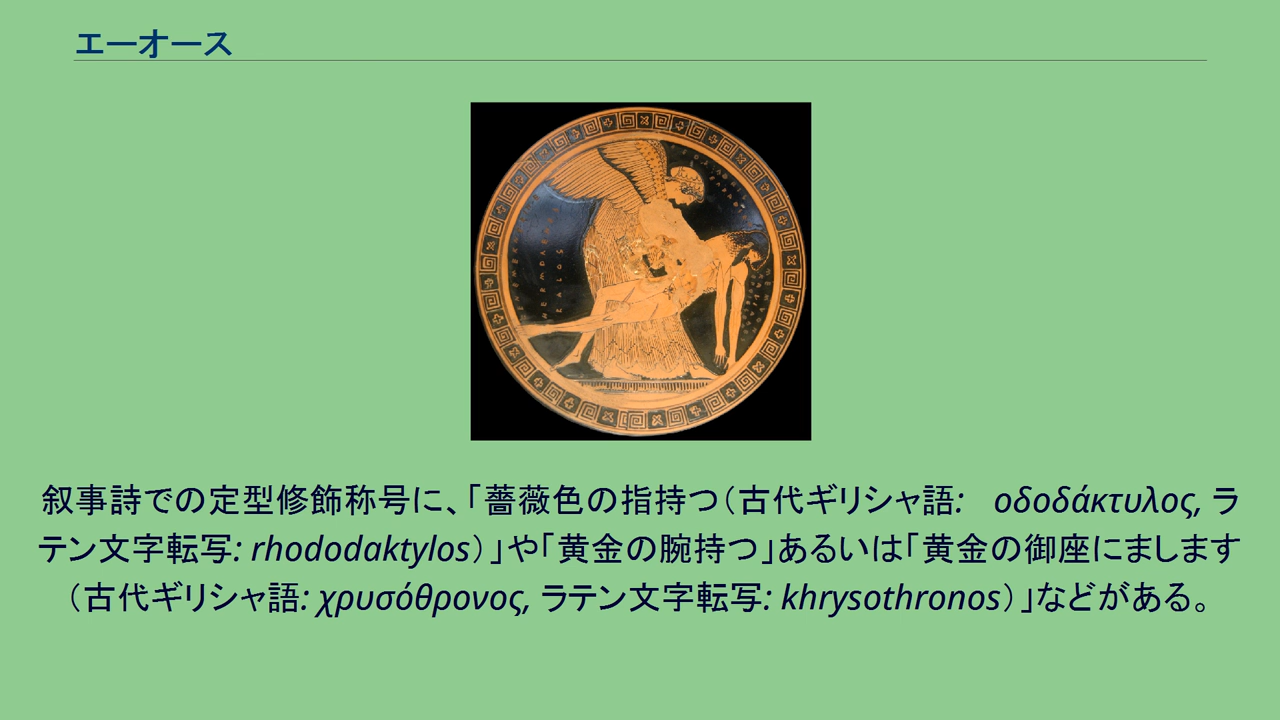 エーオース
叙事詩での定型修飾称号に、「薔薇色の指持つ（古代ギリシャ語: οδοδάκτυλος, ラ
テン文字転写: rhododaktylos）」や「黄金の腕持つ」あるいは「黄金の御座にまします
（古代ギリシャ語: χρυσόθρονος, ラテン文字転写: khrysothronos）」などがある。